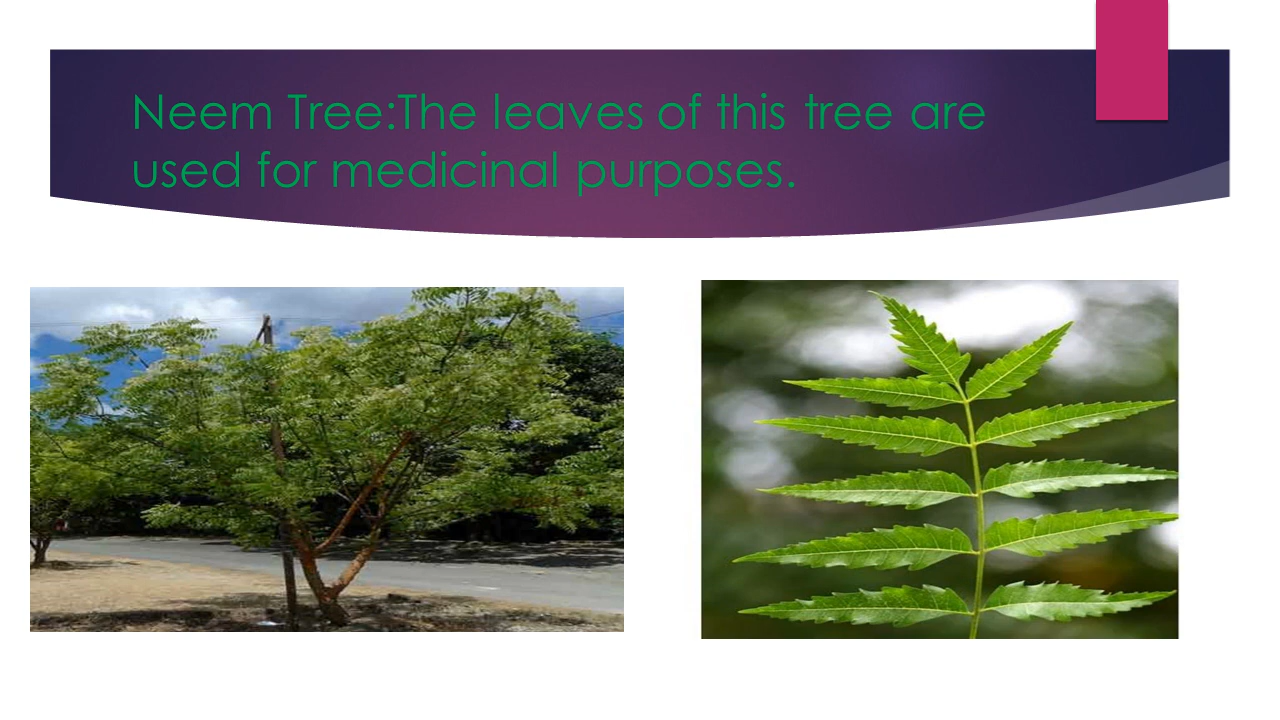 Neem Tree:The leaves of this tree are
used for medicinal purposes.